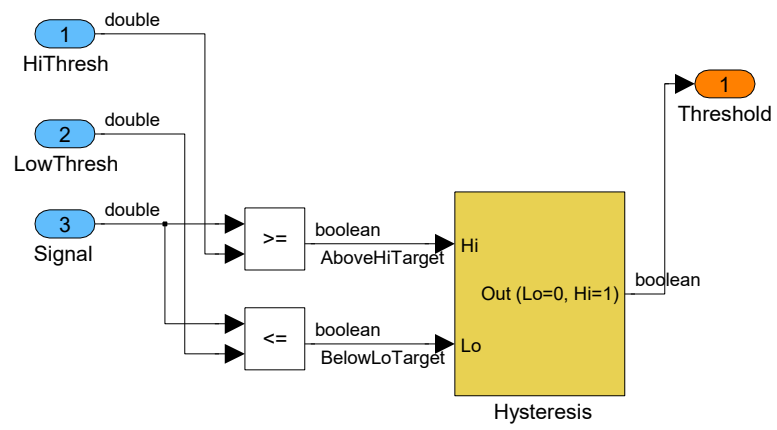 1
double
HiThresh
2
double
LowThresh
3
double
Signal
>=
boolean
AboveHiTarget
<=
boolean
BelowLoTarget
Hi
Out (Lo=0, Hi=1)
Lo
Hysteresis
boolean
1
Threshold